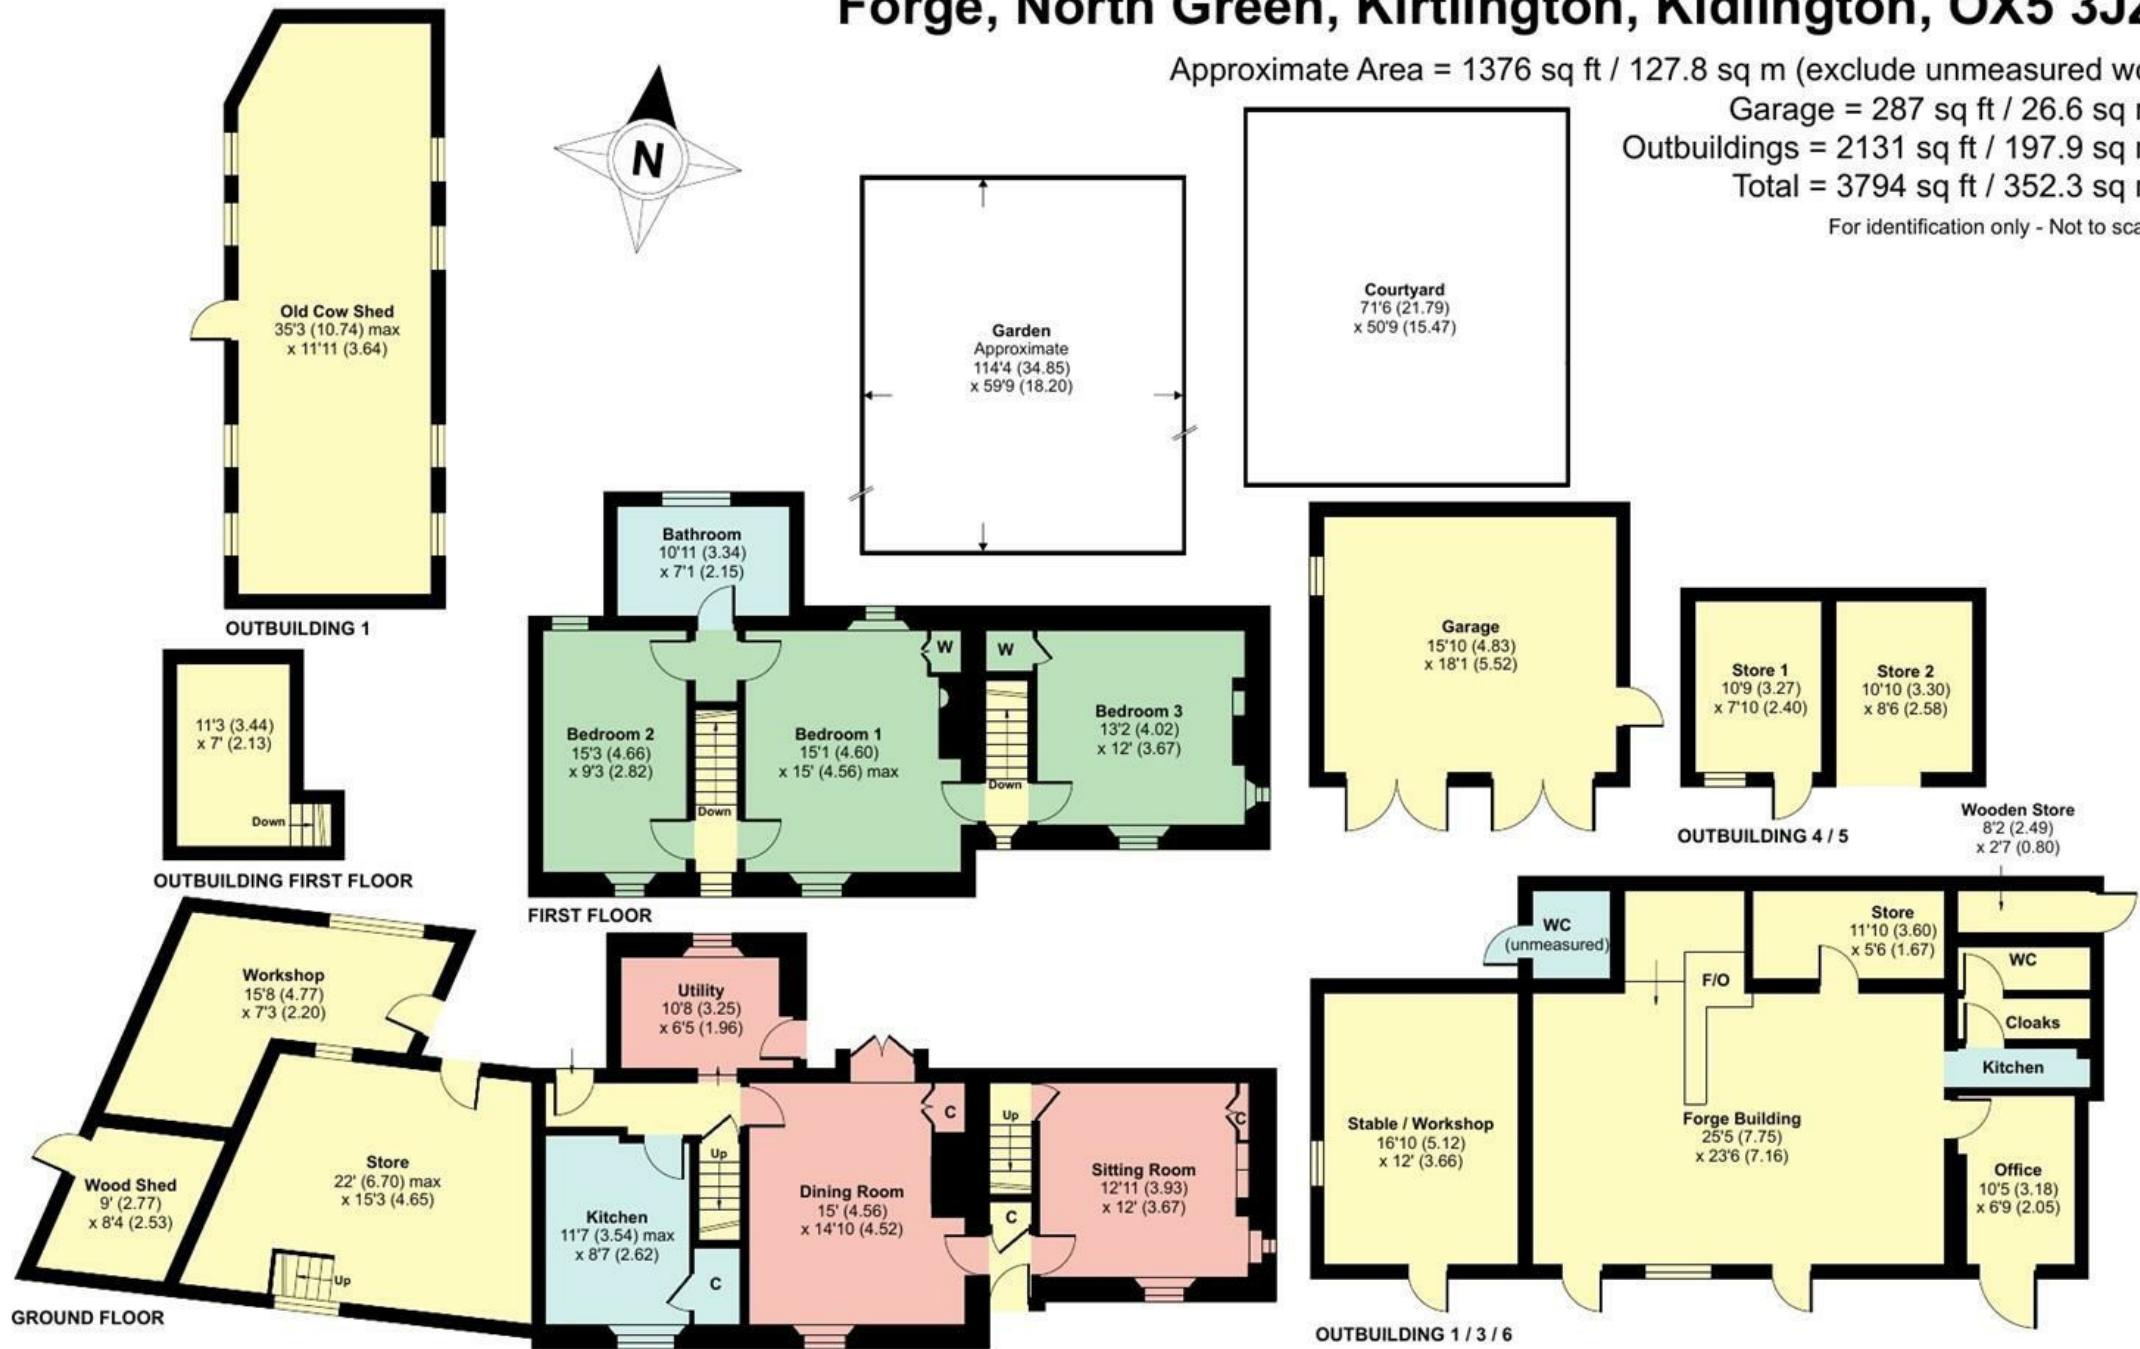 Forge, North Green, Kirtlington, Kidlington, OX5 3JZ
Approximate Area = 1376 sq ft / 127.8 sq m (exclude unmeasured
Garage = 287 sq ft / 26.6 sq
Outbuildings = 2131 sq ft / 197.9 sq
Total = 3794 sq ft / 352.3 sq
For identification only - Not to
N
Old Cow Shed
35'3 (10.74) max
x 11'11 (3.64)
OUTBUILDING 1
Garden
Approximate
114'4 (34.85)
x 59'9 (18.20)
Courtyard
71'6 (21.79)
x 50'9 (15.47)
11'3 (3.44)
x 7' (2.13)
Down
OUTBUILDING FIRST FLOOR
Bathroom
10'11 (3.34)
x 7'1 (2.15)
Bedroom 2
15'3 (4.66)
x 9'3 (2.82)
Down
Bedroom 1
15'1 (4.60)
x 15' (4.56) max
W
W
Down
Bedroom 3
13'2 (4.02)
x 12' (3.67)
FIRST FLOOR
Garage
15'10 (4.83)
x 18'1 (5.52)
Store 1
10'9 (3.27)
x 7'10 (2.40)
Store 2
10'10 (3.30)
x 8'6 (2.58)
OUTBUILDING 4 / 5
Wooden Store
8'2 (2.49)
x 2'7 (0.80)
Workshop
15'8 (4.77)
x 7'3 (2.20)
Wood Shed
9' (2.77)
x 8'4 (2.53)
Store
22' (6.70) max
x 15'3 (4.65)
Up
Utility
10'8 (3.25)
x 6'5 (1.96)
Kitchen
11'7 (3.54) max
x 8'7 (2.62)
Up
C
Dining Room
15' (4.56)
x 14'10 (4.52)
C
Up
C
Sitting Room
12'11 (3.93)
x 12' (3.67)
C
GROUND FLOOR
WC
(unmeasured)
Store
11'10 (3.60)
x 5'6 (1.67)
F/O
WC
Cloaks
Kitchen
Stable / Workshop
16'10 (5.12)
x 12' (3.66)
Forge Building
25'5 (7.75)
x 23'6 (7.16)
Office
10'5 (3.18)
x 6'9 (2.05)
OUTBUILDING 1 / 3 / 6